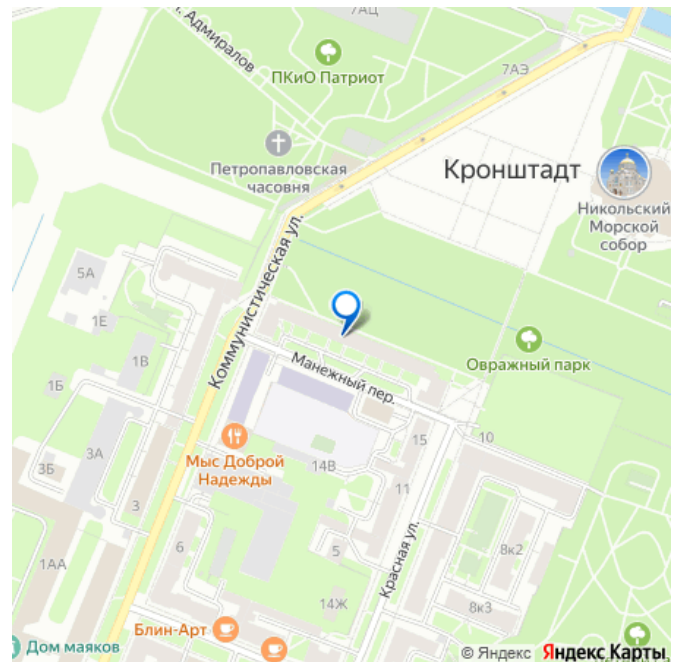 7АЦ
л. Адмиралов
ПКиО Патриот
7АЭ
Петропавловская
часовня
Кронштадт
Никольский
Морской
собор
Коммунистическая ул.
5А
1Е
1В
1Б
Манежный пер.
Овражный парк
15
10
3А
3Б
Мыс Доброй
Надежды
14В
11
3
1АА
6
5
Красная ул.
8к2
14Ж
8к3
Блин-Арт
Дом маяков
© Яндекс Яндекс Карты